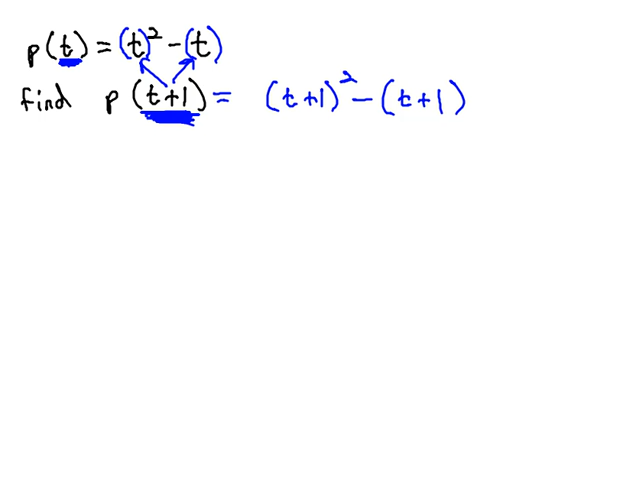 p(t) = (t)² - (t)
find p(t+1) = (t+1)² - (t+1)